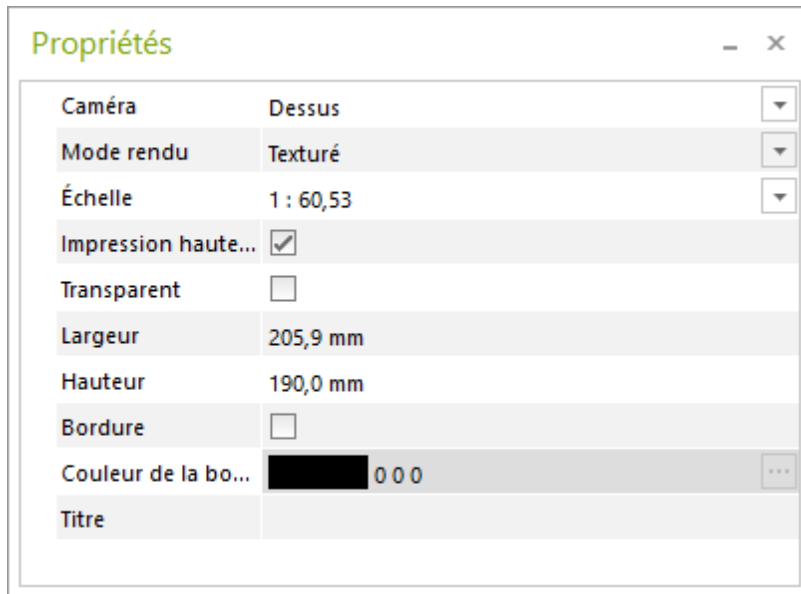 Propriétés
Caméra Dessus
Mode rendu Texturé
Échelle 1 : 60,53
Impression haute...
Transparent
Largeur 205,9 mm
Hauteur 190,0 mm
Bordure
Couleur de la bo... 0 0 0
Titre